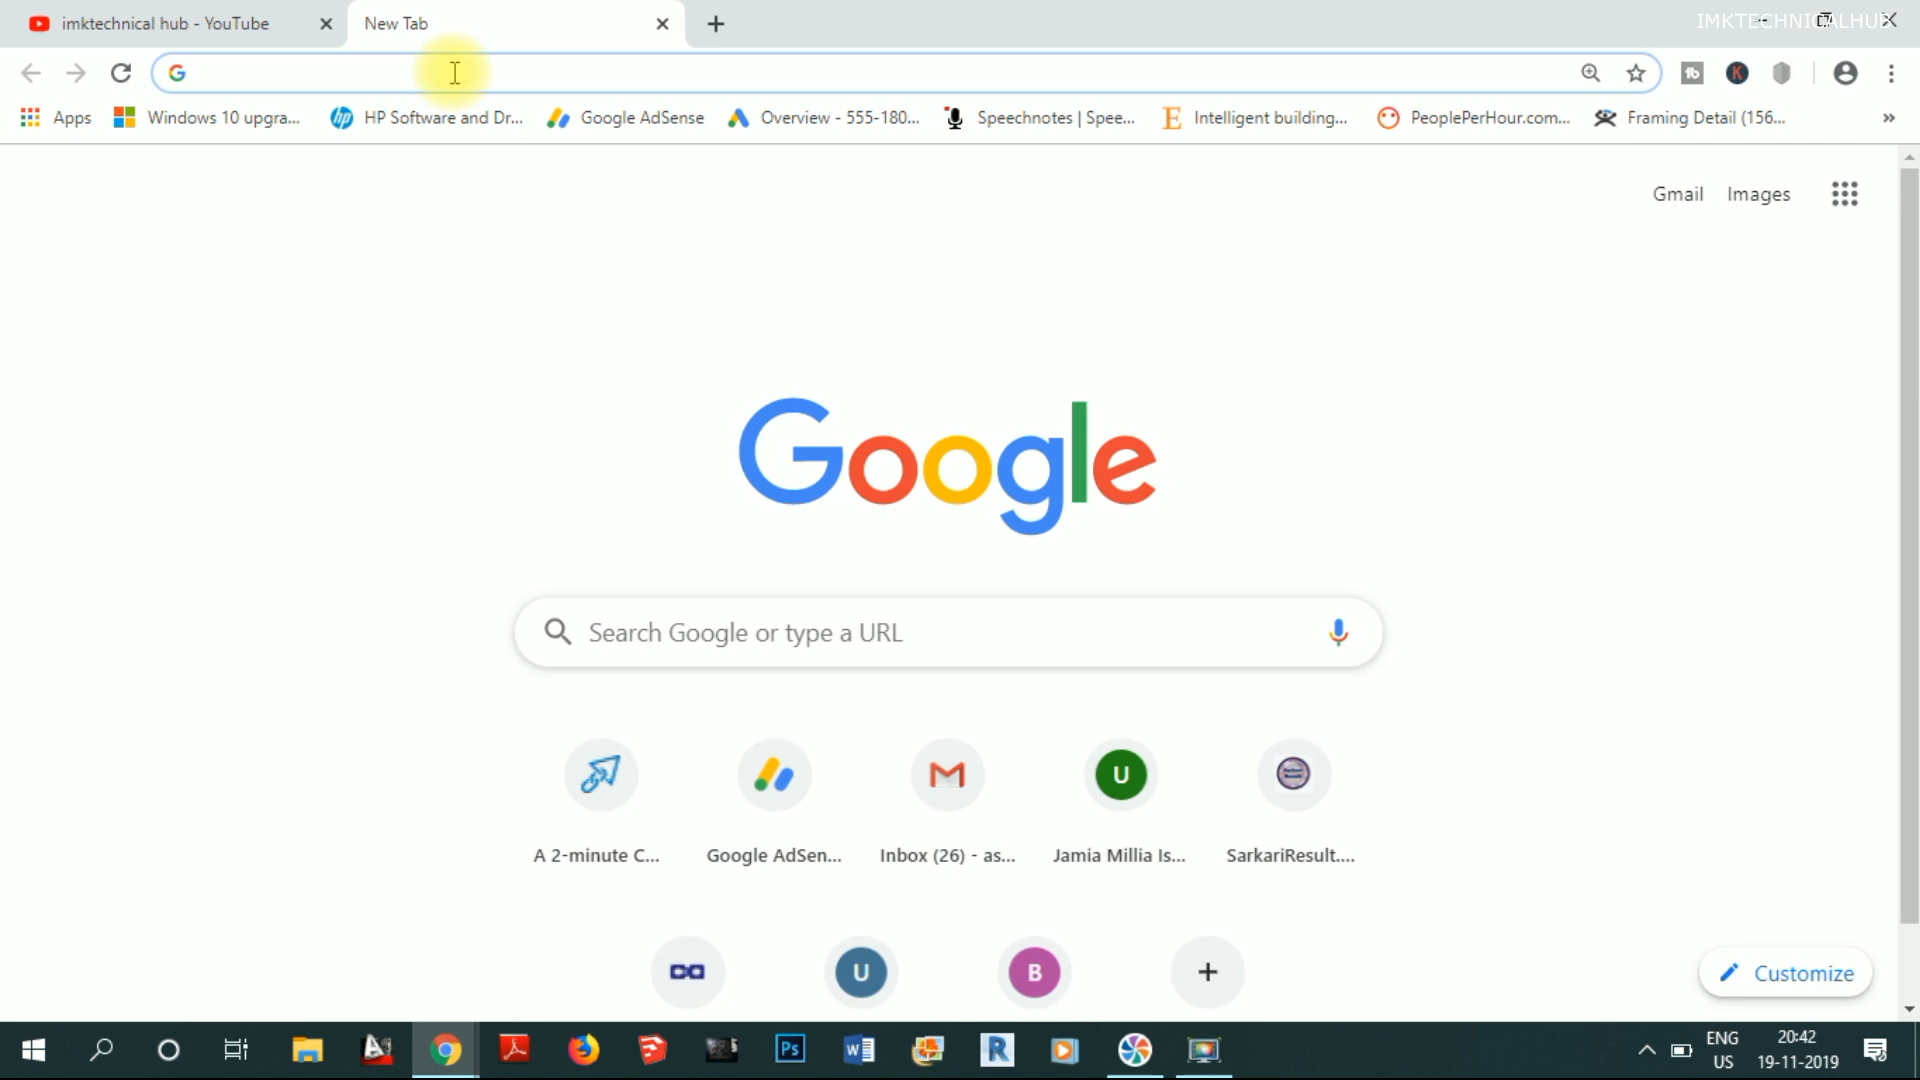 imktechnical hub - YouTube
New Tab
IMKTECHNICALHUB
Apps
Windows 10 upgra...
HP Software and Dr...
Google AdSense
Overview - 555-180...
Speechnotes | Spee...
E
Intelligent building...
PeoplePerHour.com...
Framing Detail (156...
Gmail
Images
Google
Search Google or type a URL
U
A 2-minute C...
Google AdSen...
Inbox (26) - as...
Jamia Millia Is...
SarkariResult....
U
B
Customize
Ps
R
ENG
US
20:42
19-11-2019